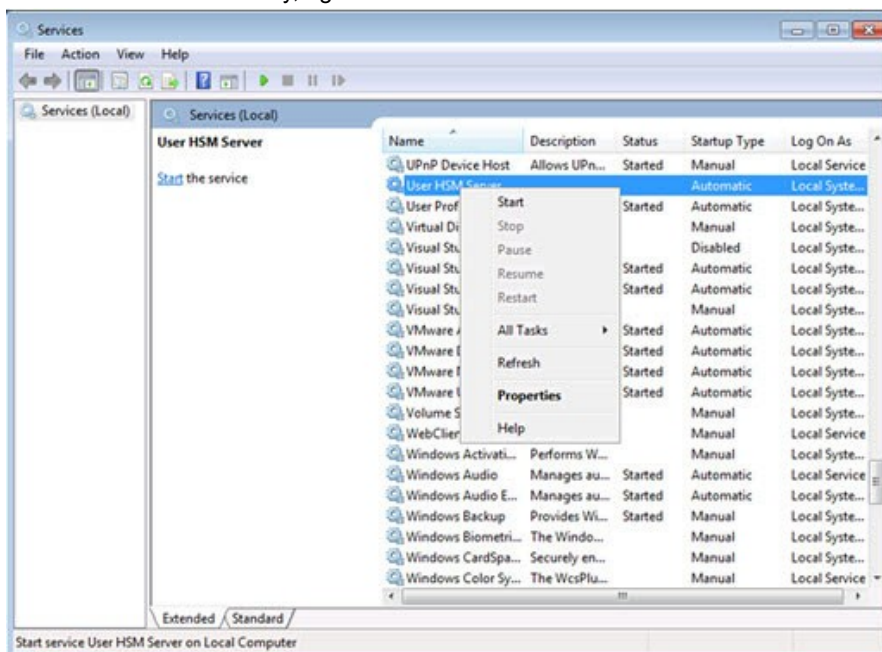 Services
File Action View Help
Services (Local)
Services (Local)
User HSM Server
Start the service
Name Description Status Startup Type Log On As
UPnP Device Host Allows UPn... Started Manual Local Service
User HSM Server Automatic Local Syste...
User Prof Started Automatic Local Syste...
Virtual Di Manual Local Syste...
Visual Stu Disabled Local Syste...
Visual Stu Started Automatic Local Syste...
Visual Stu Started Automatic Local Syste...
Visual Stu Manual Local Syste...
VMware Started Automatic Local Syste...
VMware Started Automatic Local Syste...
VMware Started Automatic Local Syste...
VMware Started Automatic Local Syste...
Volume S Manual Local Syste...
WebClien Manual Local Service
Start
Stop
Pause
Resume
Restart
All Tasks
Refresh
Properties
Help
Windows Activati... Performs W... Manual Local Syste...
Windows Audio Manages au... Started Automatic Local Service
Windows Audio E... Manages au... Started Automatic Local Syste...
Windows Backup Provides Wi... Started Manual Local Syste...
Windows Biometri... The Windo... Manual Local Syste...
Windows CardSpa... Securely en... Manual Local Syste...
Windows Color Sy... The WcsPlu... Manual Local Service
Extended Standard
Start service User HSM Server on Local Computer